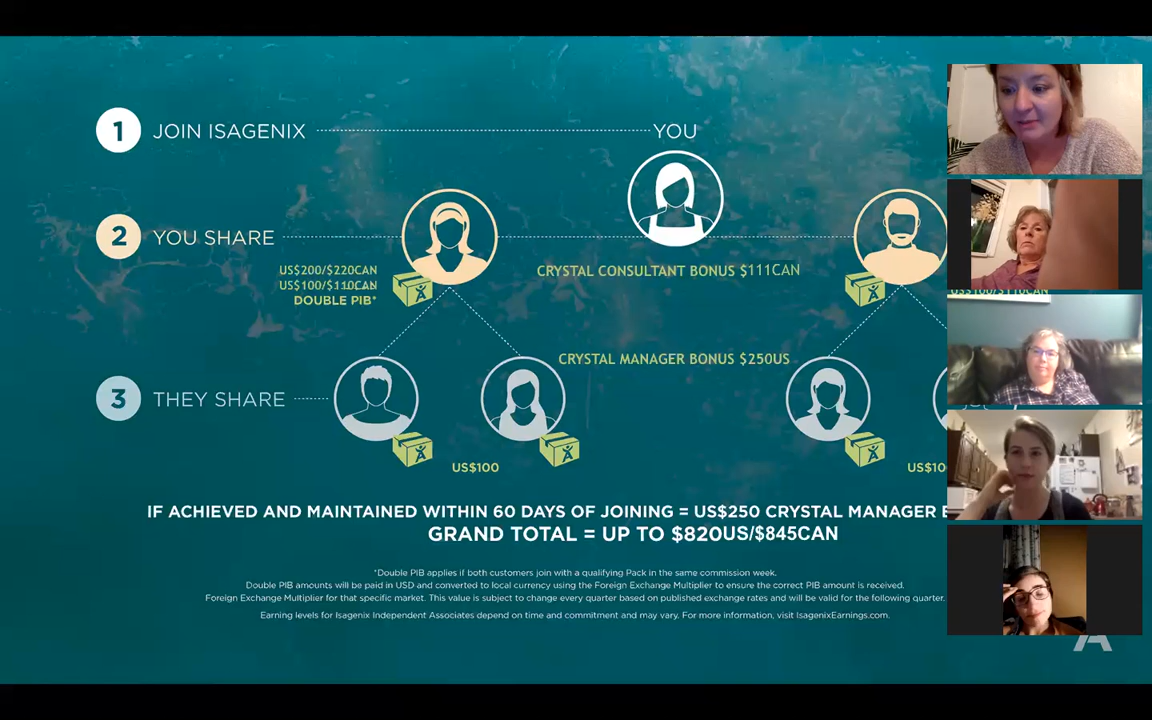 1 JOIN ISAGENIX YOU
2 YOU SHARE
US$200/$220CAN
US$100/$110CAN
DOUBLE PIB*
CRYSTAL CONSULTANT BONUS $111CAN
US$100/$110CAN
CRYSTAL MANAGER BONUS $250US
3 THEY SHARE
US$100
US$10
IF ACHIEVED AND MAINTAINED WITHIN 60 DAYS OF JOINING = US$250 CRYSTAL MANAGER
GRAND TOTAL = UP TO $820US/$845CAN
*Double PIB applies if both customers join with a qualifying Pack in the same commission week.
Double PIB amounts will be paid in USD and converted to local currency using the Foreign Exchange Multiplier to ensure the correct PIB amount is received.
Foreign Exchange Multiplier for that specific market. This value is subject to change every quarter based on published exchange rates and will be valid for the following quarter.
Earning levels for Isagenix Independent Associates depend on time and commitment and may vary. For more information, visit IsagenixEarnings.com.